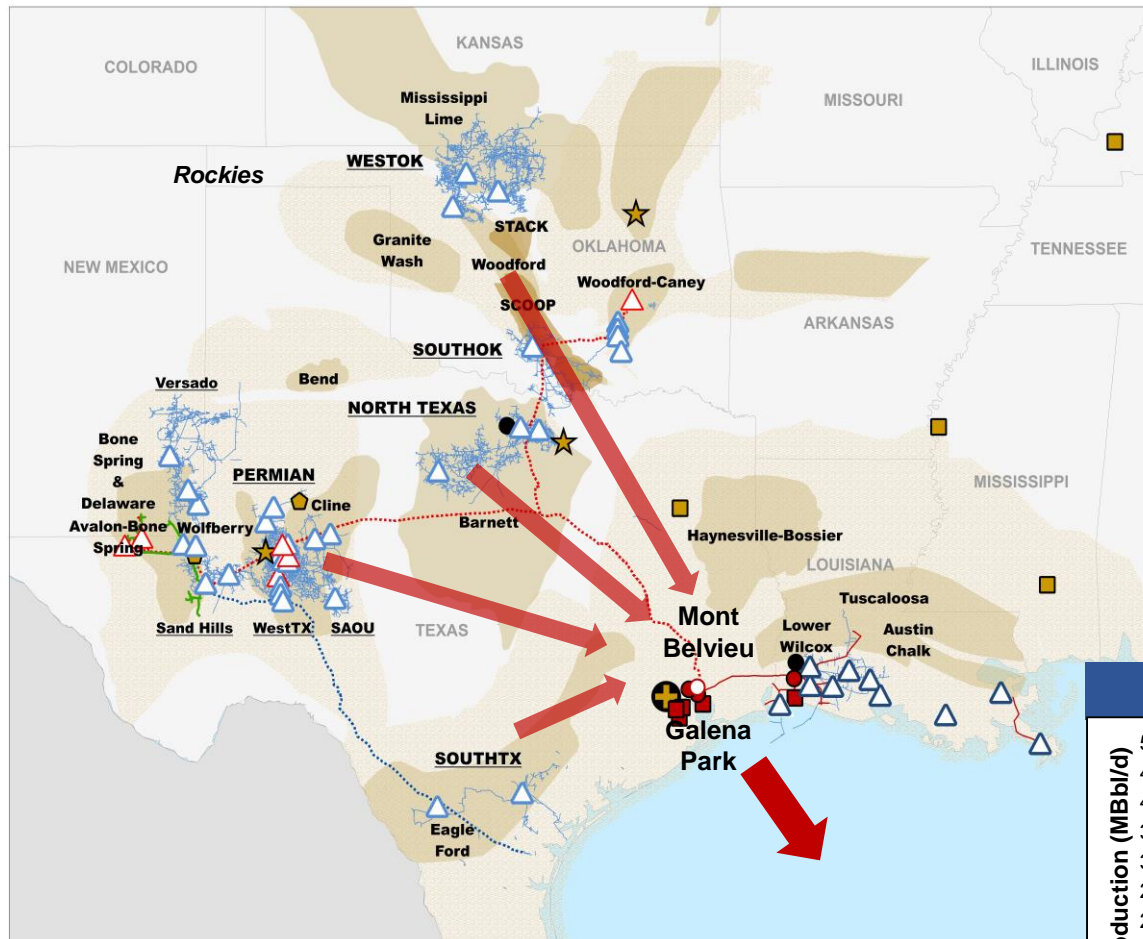 KANSAS
COLORADO
ILLINOIS
MISSOURI
Mississippi
Lime
WESTOK
Rockies
STACK
OKLAHOMA
TENNESSEE
Granite
Wash
NEW MEXICO
Woodford
Woodford-Caney
SCOOP
ARKANSAS
SOUTHOK
Bend
Versado
NORTH TEXAS
Bone
Spring
&
Delaware
PERMIAN
MISSISSIPPI
Cline
Avalon-Bone
Spring
Wolfberry
Barnett
Haynesville-Bossier
LOUISIANA
Tuscaloosa
Mont
Belvieu
Lower
Wilcox
Austin
Chalk
Sand Hills
WestTX
SAOU
TEXAS
Galena
Park
SOUTHTX
Eagle
Ford
(MBbl/d)